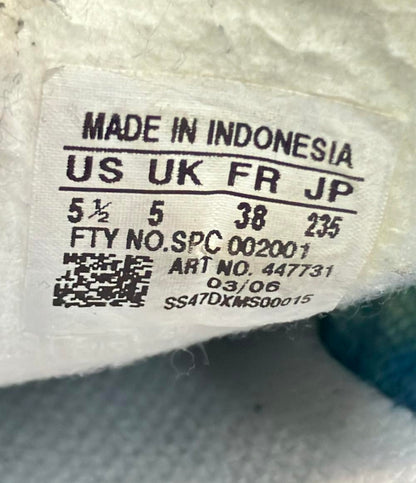 MADE IN INDONESIA
US UK FR JP
5½ 5 38 235
FTY NO.SPC 002001
ART NO. 447731
03/06
SS47DXMS00015